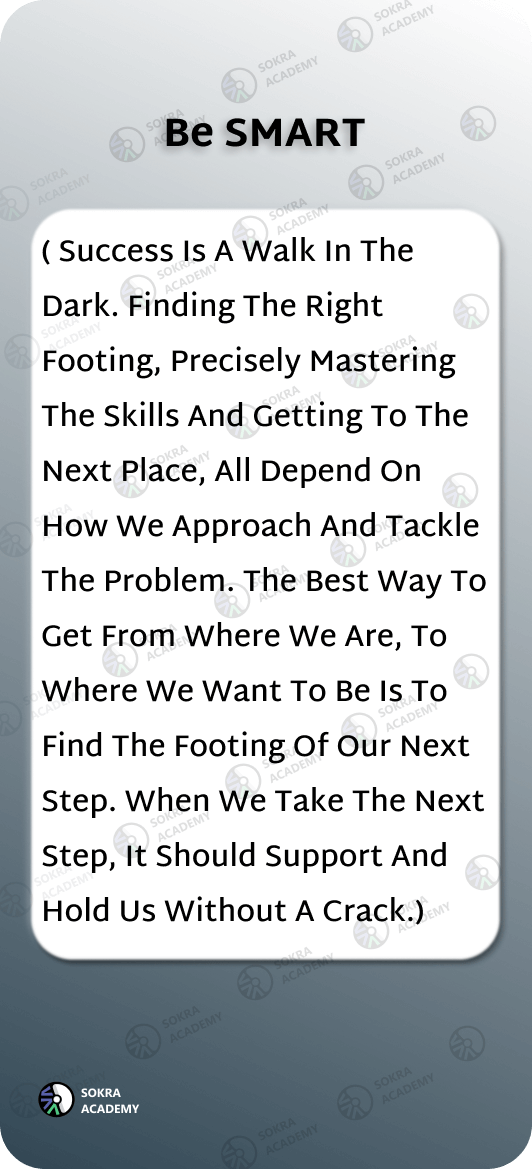 Be SMART
( Success Is A Walk In The
Dark. Finding The Right
Footing, Precisely Mastering
The Skills And Getting To The
Next Place, All Depend On
How We Approach And Tackle
The Problem. The Best Way To
Get From Where We Are, To
Where We Want To Be Is To
Find The Footing Of Our Next
Step. When We Take The Next
Step, It Should Support And
Hold Us Without A Crack.)
SOKRA
ACADEMY